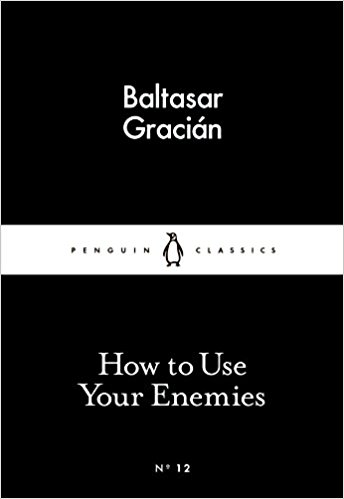 Baltasar
Gracián
PENGUIN CLASSICS
How to Use
Your Enemies
Nº 12